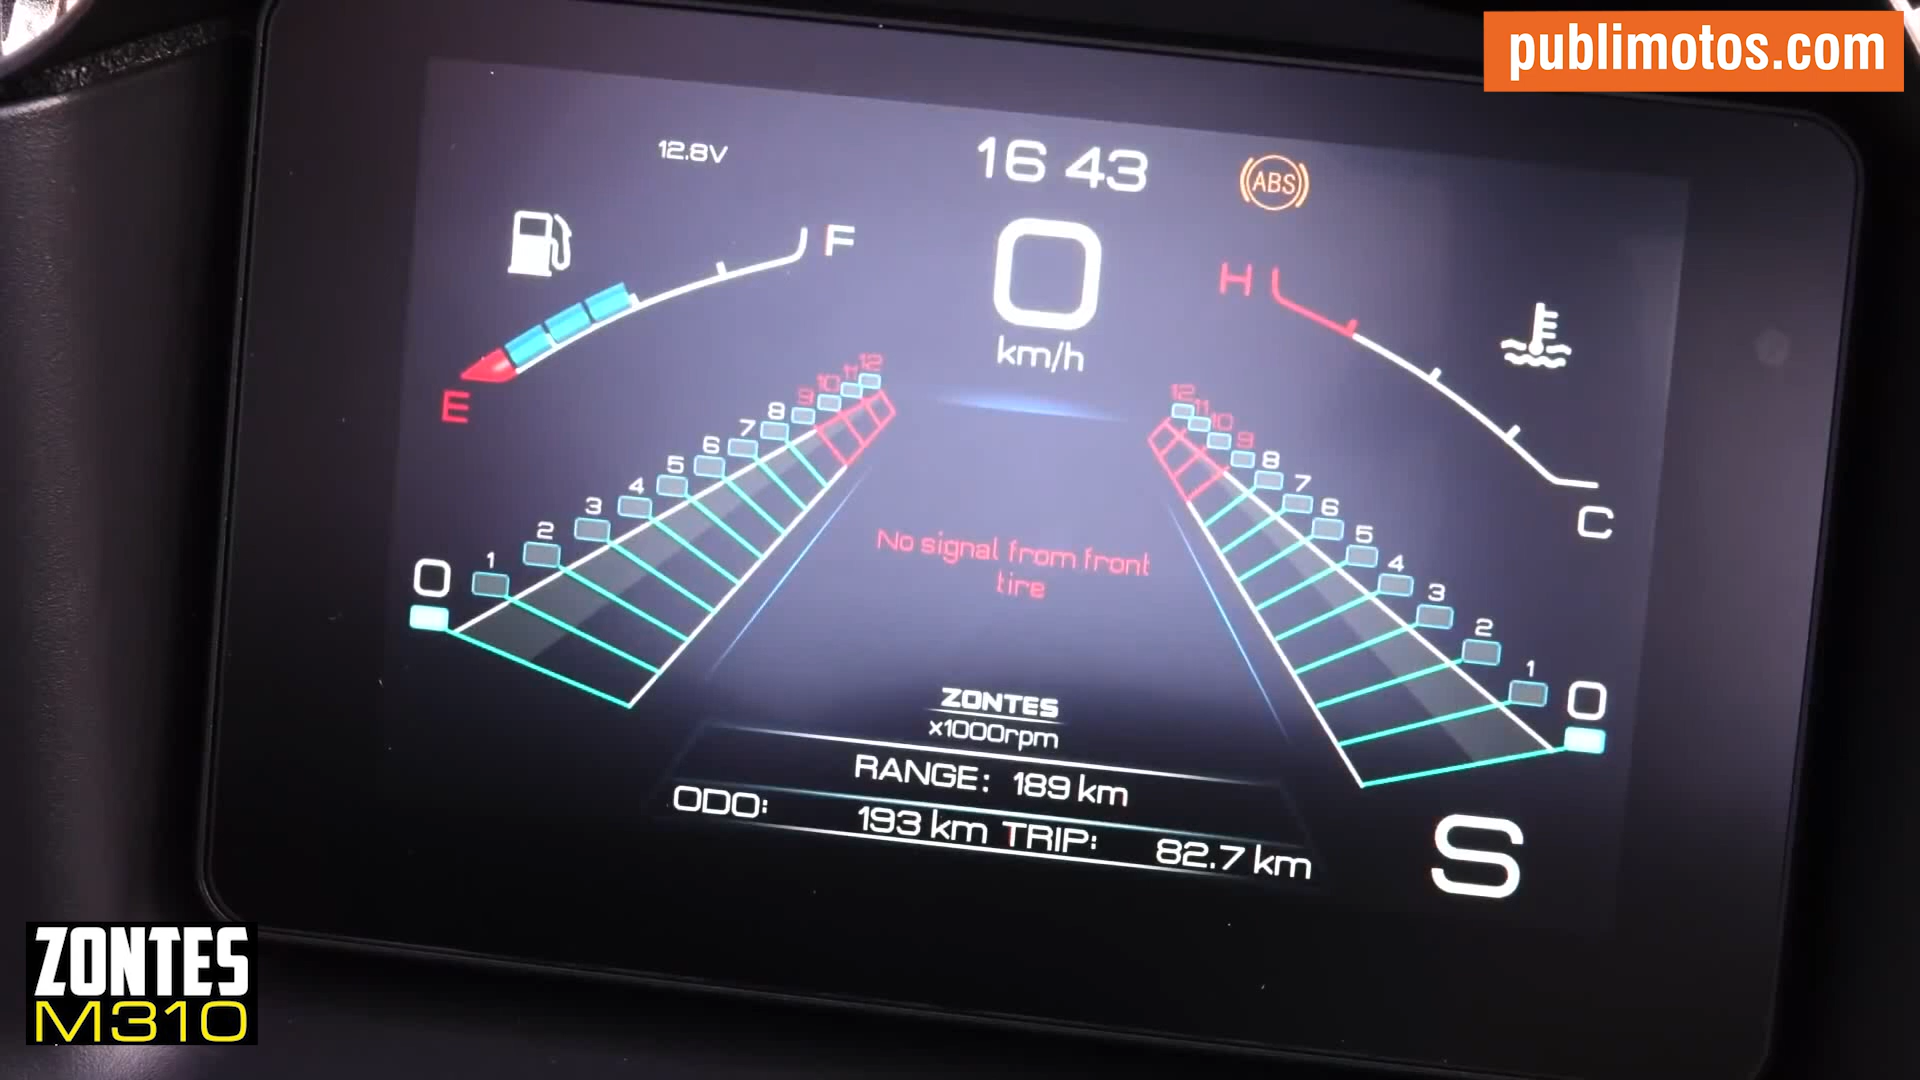 publimotos.com
12.8V
16 43
ABS
F
E
0
km/h
H
C
12
11
10
9
8
7
6
5
4
3
2
1
0
12
11
10
9
8
7
6
5
4
3
2
1
0
No signal from front
tire
ZONTES
x1000rpm
RANGE: 189 km
ODO: 193 km TRIP: 82.7 km
S
ZONTES
M310